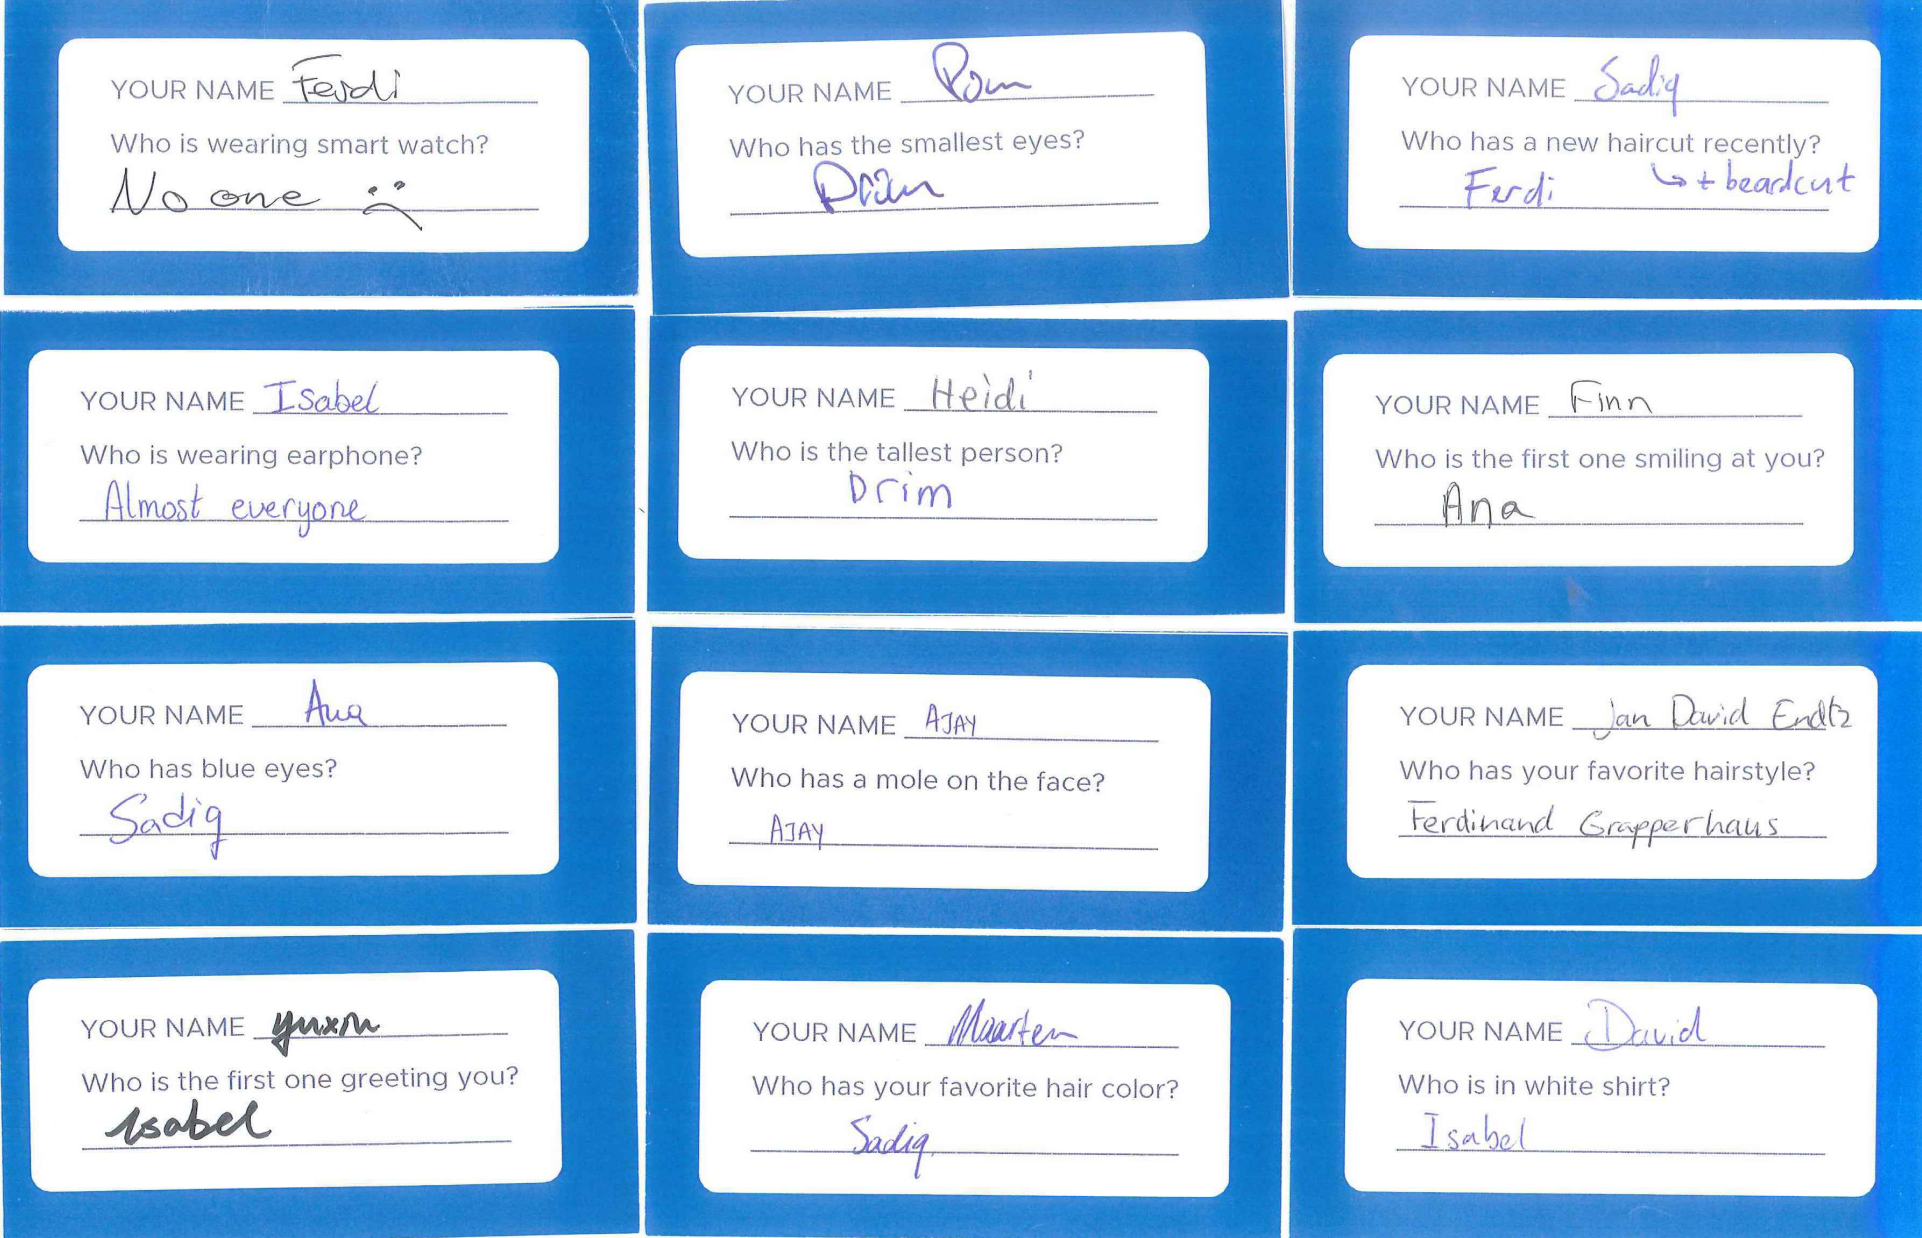 YOUR NAME Ferdi
Who is wearing smart watch?
No one :(
YOUR NAME
Who has the smallest eyes?
YOUR NAME Sadiq
Who has a new haircut recently?
Ferdi ↳ + beardcut
YOUR NAME Isabel
Who is wearing earphone?
Almost everyone
YOUR NAME Heidi
Who is the tallest person?
Drim
YOUR NAME Finn
Who is the first one smiling at you?
Ana
YOUR NAME Ana
Who has blue eyes?
Sadiq
YOUR NAME AJAY
Who has a mole on the face?
AJAY
YOUR NAME Jan David Endtz
Who has your favorite hairstyle?
Ferdinand Grapperhaus
YOUR NAME Yuxin
Who is the first one greeting you?
Isabel
YOUR NAME Maarten
Who has your favorite hair color?
Sadiq
YOUR NAME David
Who is in white shirt?
Isabel